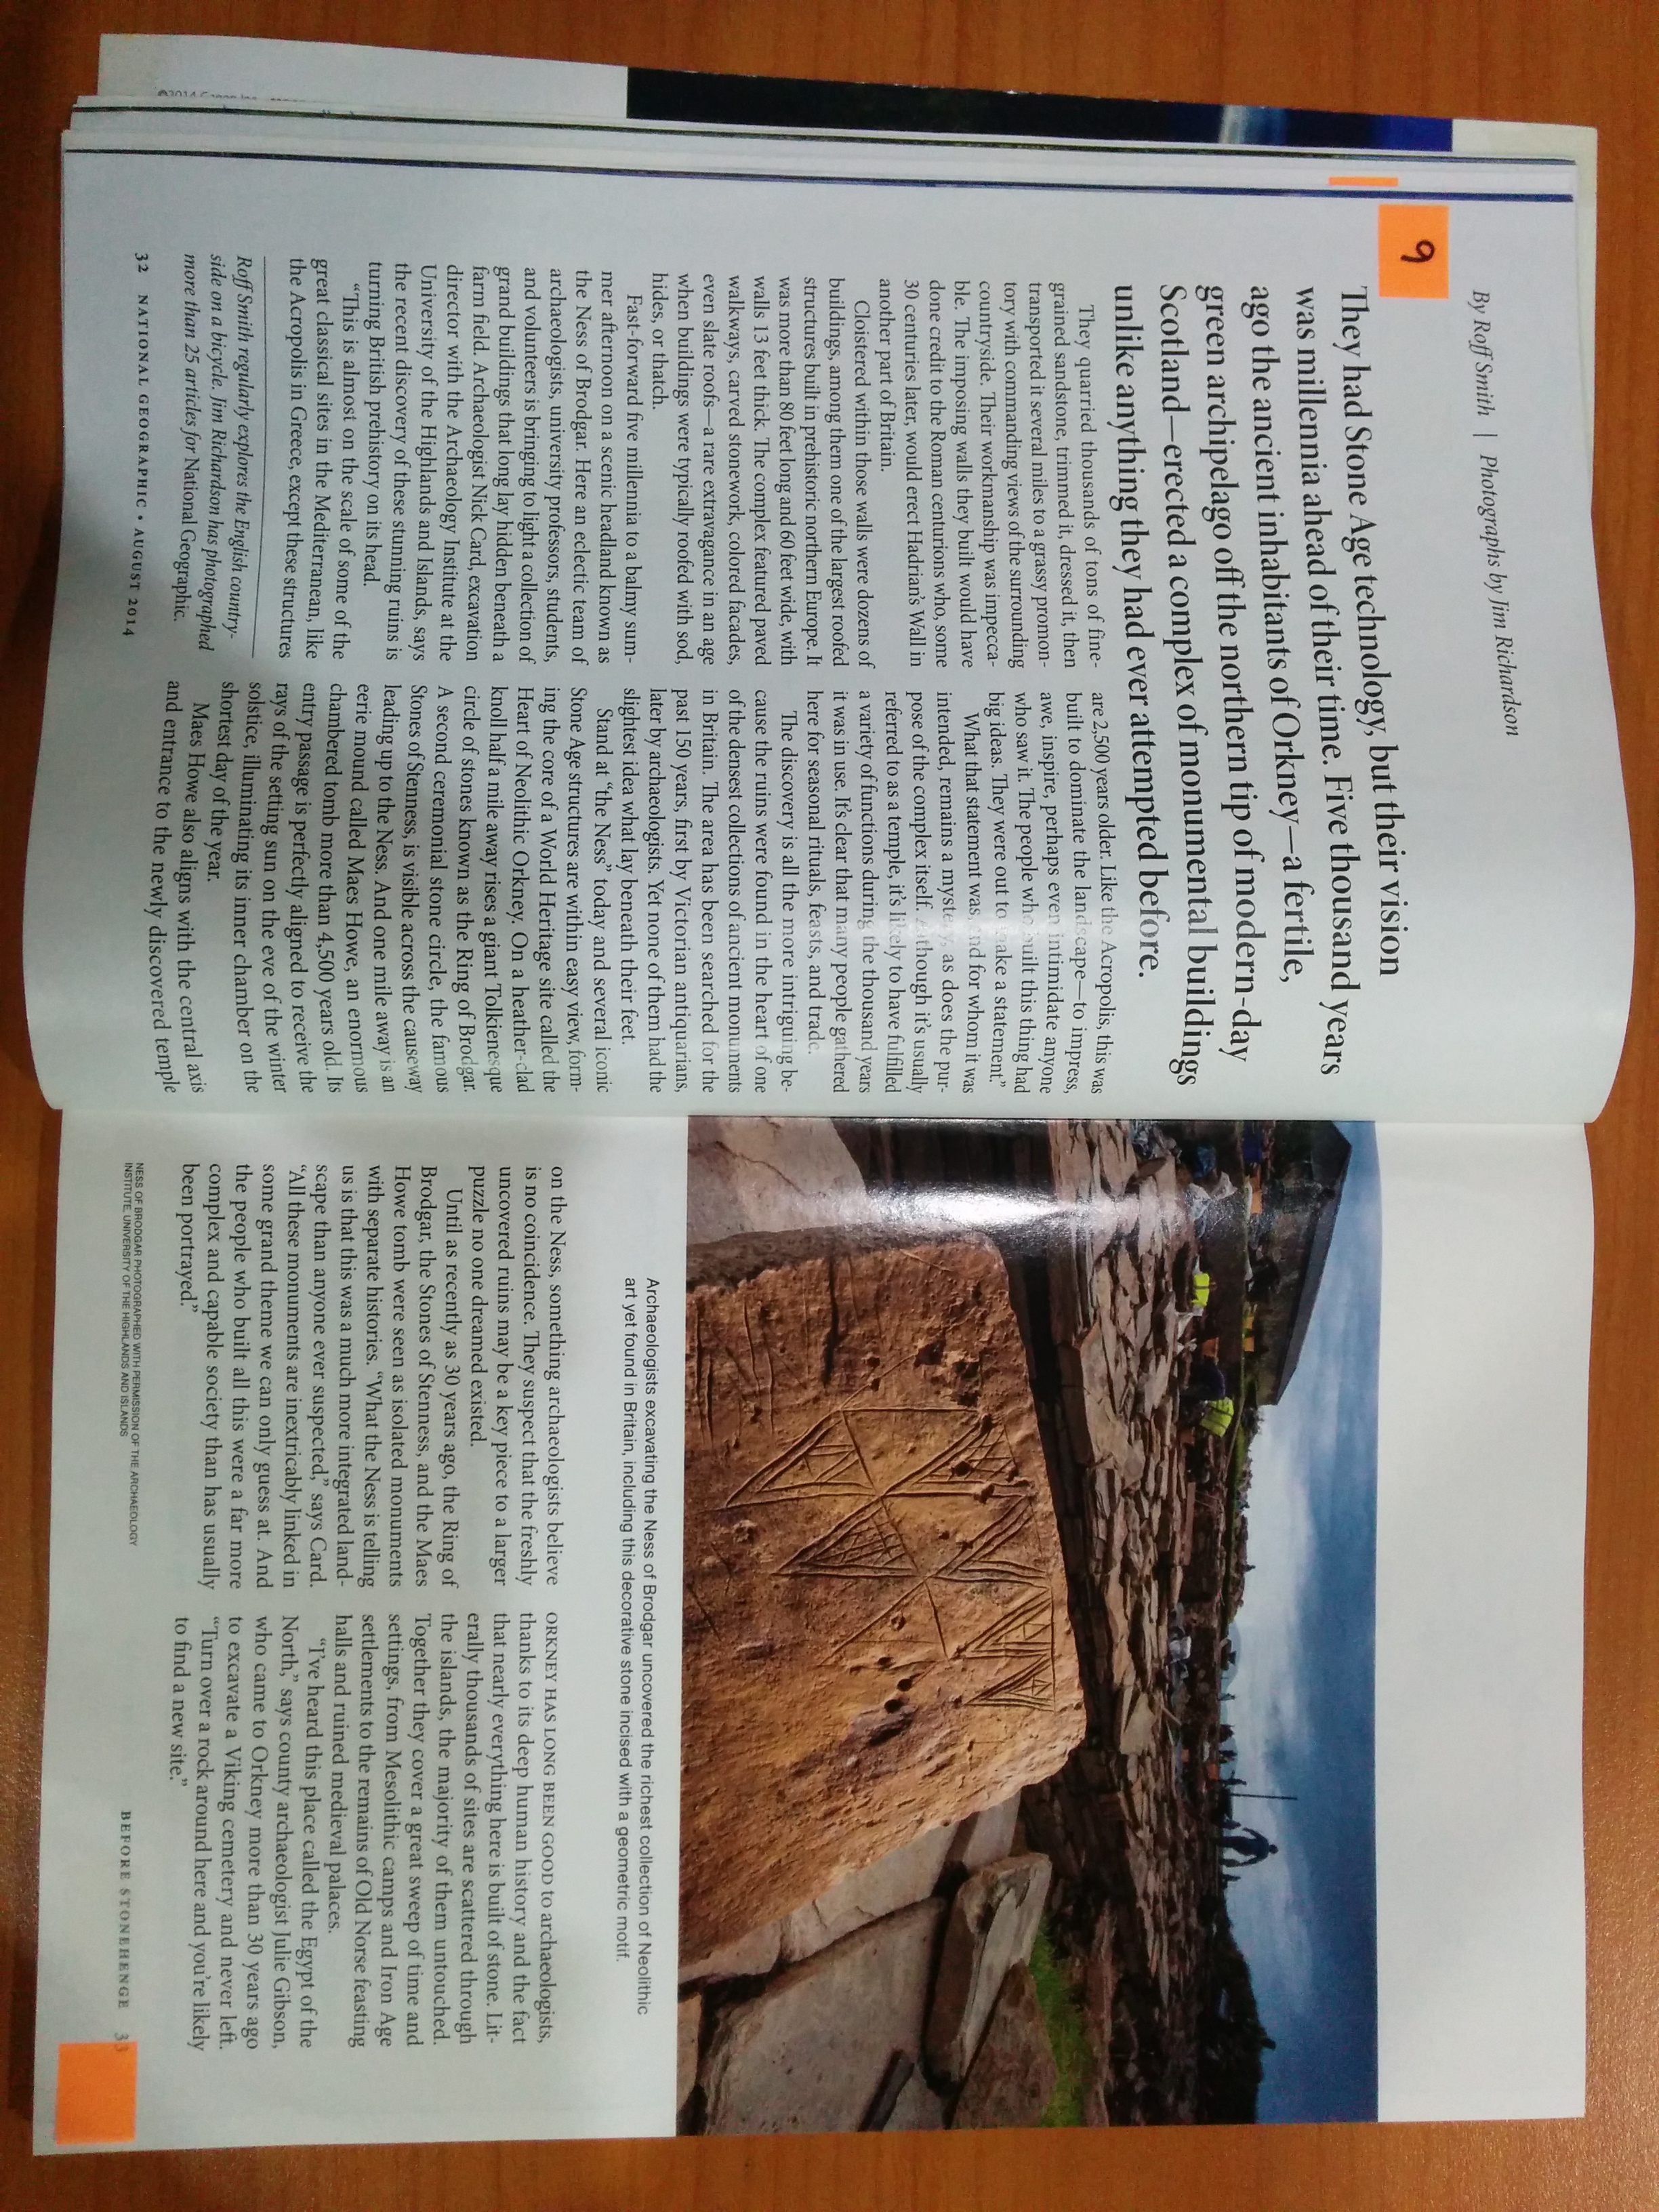 By Roff Smith | Photographs by Jim Richardson
9
They had Stone Age technology, but their vision
was millennia ahead of their time. Five thousand years
ago the ancient inhabitants of Orkney—a fertile,
green archipelago off the northern tip of modern-day
Scotland—erected a complex of monumental buildings
unlike anything they had ever attempted before.
They quarried thousands of tons of fine-
grained sandstone, trimmed it, dressed it, then
transported it several miles to a grassy promon-
tory with commanding views of the surrounding
countryside. Their workmanship was impecca-
ble. The imposing walls they built would have
done credit to the Roman centurions who, some
30 centuries later, would erect Hadrian's Wall in
another part of Britain.
Cloistered within those walls were dozens of
buildings, among them one of the largest roofed
structures built in prehistoric northern Europe. It
was more than 80 feet long and 60 feet wide, with
walls 13 feet thick. The complex featured paved
walkways, carved stonework, colored facades,
even slate roofs—a rare extravagance in an age
when buildings were typically roofed with sod,
hides, or thatch.
Fast-forward five millennia to a balmy sum-
mer afternoon on a scenic headland known as
the Ness of Brodgar. Here an eclectic team of
archaeologists, university professors, students,
and volunteers is bringing to light a collection of
grand buildings that long lay hidden beneath a
farm field. Archaeologist Nick Card, excavation
director with the Archaeology Institute at the
University of the Highlands and Islands, says
the recent discovery of these stunning ruins is
turning British prehistory on its head.
“This is almost on the scale of some of the
great classical sites in the Mediterranean, like
the Acropolis in Greece, except these structures
Roff Smith regularly explores the English country-
side on a bicycle. Jim Richardson has photographed
more than 25 articles for National Geographic.
32 NATIONAL GEOGRAPHIC • AUGUST 2014
are 2,500 years older. Like the Acropolis, this was
built to dominate the landscape—to impress,
awe, inspire, perhaps even intimidate anyone
who saw it. The people who built this thing had
big ideas. They were out to make a statement.”
What that statement was, and for whom it was
intended, remains a mystery, as does the pur-
pose of the complex itself. Although it's usually
referred to as a temple, it's likely to have fulfilled
a variety of functions during the thousand years
it was in use. It's clear that many people gathered
here for seasonal rituals, feasts, and trade.
The discovery is all the more intriguing be-
cause the ruins were found in the heart of one
of the densest collections of ancient monuments
in Britain. The area has been searched for the
past 150 years, first by Victorian antiquarians,
later by archaeologists. Yet none of them had the
slightest idea what lay beneath their feet.
Stand at “the Ness” today and several iconic
Stone Age structures are within easy view, form-
ing the core of a World Heritage site called the
Heart of Neolithic Orkney. On a heather-clad
knoll half a mile away rises a giant Tolkienesque
circle of stones known as the Ring of Brodgar.
A second ceremonial stone circle, the famous
Stones of Stenness, is visible across the causeway
leading up to the Ness. And one mile away is an
eerie mound called Maes Howe, an enormous
chambered tomb more than 4,500 years old. Its
entry passage is perfectly aligned to receive the
rays of the setting sun on the eve of the winter
solstice, illuminating its inner chamber on the
shortest day of the year.
Maes Howe also aligns with the central axis
and entrance to the newly discovered temple
Archaeologists excavating the Ness of Brodgar uncovered the richest collection of Neolithic
art yet found in Britain, including this decorative stone incised with a geometric motif.
on the Ness, something archaeologists believe
is no coincidence. They suspect that the freshly
uncovered ruins may be a key piece to a larger
puzzle no one dreamed existed.
Until as recently as 30 years ago, the Ring of
Brodgar, the Stones of Stenness, and the Maes
Howe tomb were seen as isolated monuments
with separate histories. “What the Ness is telling
us is that this was a much more integrated land-
scape than anyone ever suspected,” says Card.
“All these monuments are inextricably linked in
some grand theme we can only guess at. And
the people who built all this were a far more
complex and capable society than has usually
been portrayed.”
NESS OF BRODGAR PHOTOGRAPHED WITH PERMISSION OF THE ARCHAEOLOGY
INSTITUTE, UNIVERSITY OF THE HIGHLANDS AND ISLANDS
ORKNEY HAS LONG BEEN GOOD to archaeologists,
thanks to its deep human history and the fact
that nearly everything here is built of stone. Lit-
erally thousands of sites are scattered through
the islands, the majority of them untouched.
Together they cover a great sweep of time and
settings, from Mesolithic camps and Iron Age
settlements to the remains of Old Norse feasting
halls and ruined medieval palaces.
“I've heard this place called the Egypt of the
North,” says county archaeologist Julie Gibson,
who came to Orkney more than 30 years ago
to excavate a Viking cemetery and never left.
“Turn over a rock around here and you're likely
to find a new site.”
BEFORE STONEHENGE 33